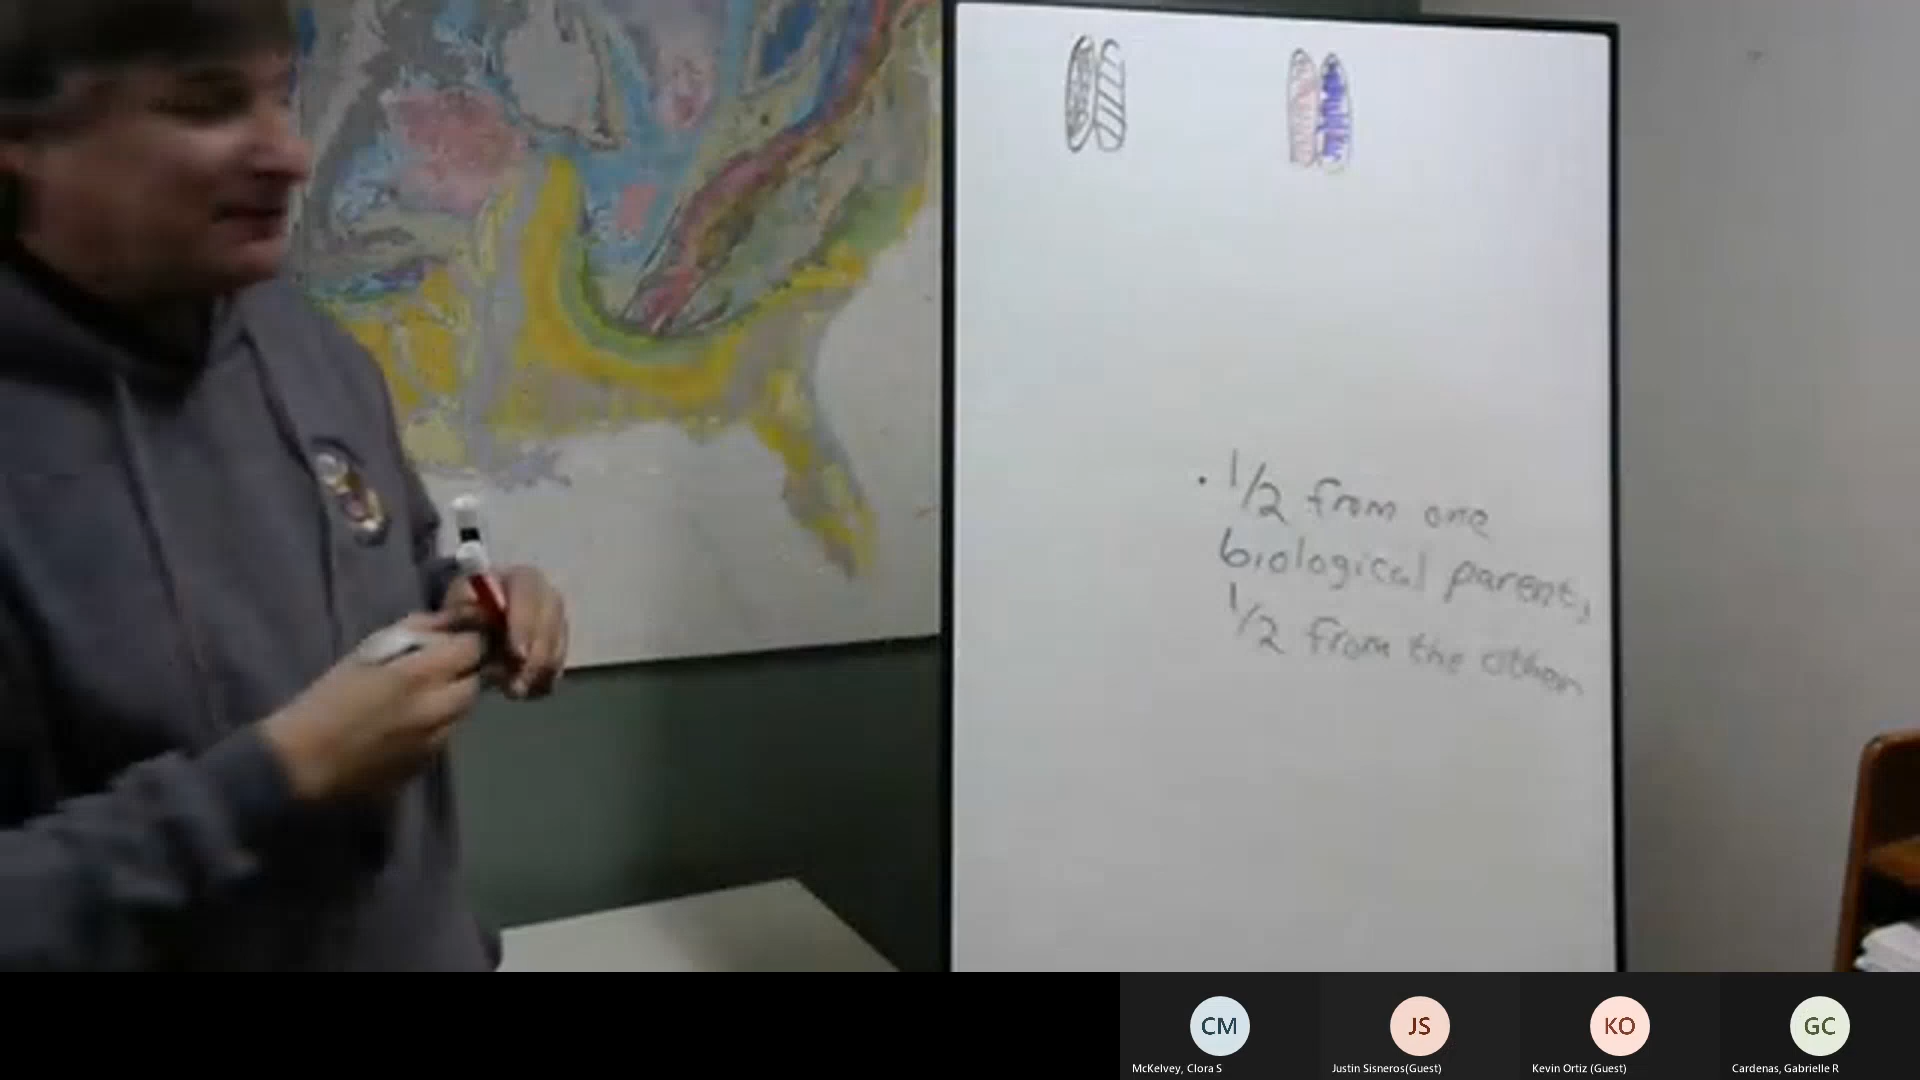 · 1/2 from one
biological parent,
1/2 from the other
CM
JS
KO
GC
McKelvey, Clora S
Justin Sisneros(Guest)
Kevin Ortiz (Guest)
Cardenas, Gabrielle R